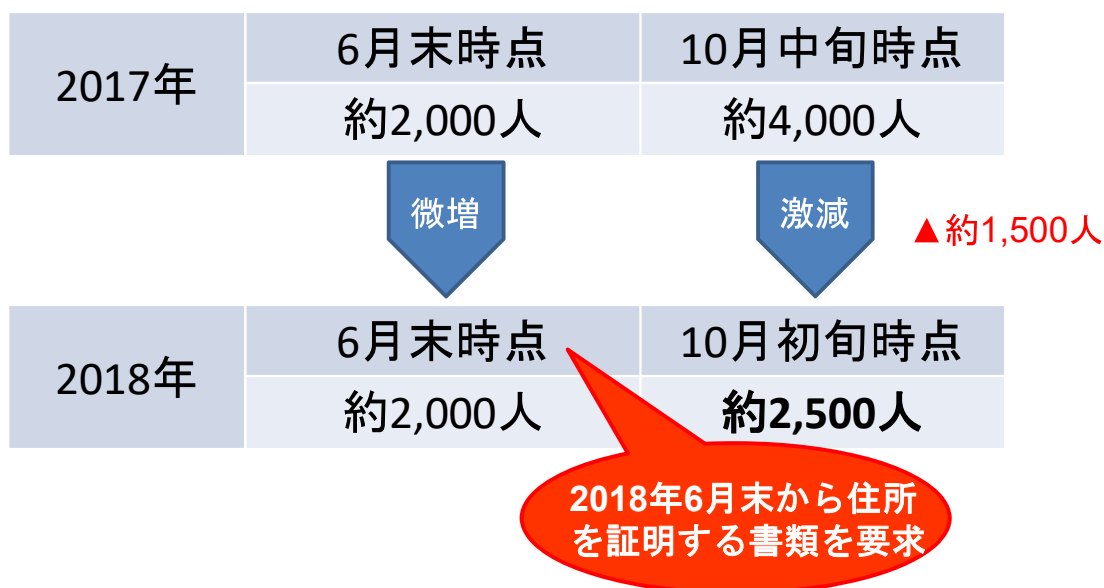 2017年
6月末時点
10月中旬時点
約2,000人
約4,000人
微増
激減
▲約1,500人
2018年
6月末時点
10月初旬時点
約2,000人
約2,500人
2018年6月末から住所
を証明する書類を要求